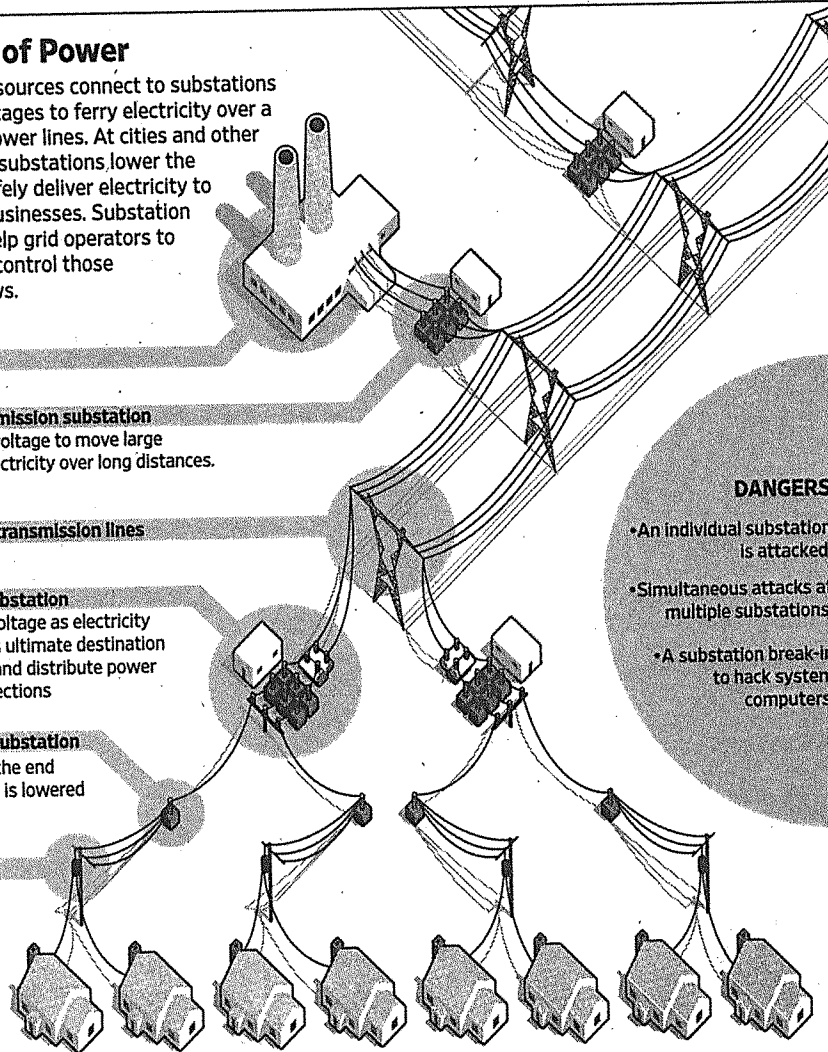 of Power
sources connect to substations
tages to ferry electricity over a
ower lines. At cities and other
substations lower the
fely deliver electricity to
usinesses. Substation
elp grid operators to
control those
vs.
mission substation
oltage to move large
ctricity over long distances.
transmission lines
bstation
oltage as electricity
s ultimate destination
and distribute power
ections
ubstation
the end
is lowered
DANGERS
•An individual substation
is attacked
•Simultaneous attacks at
multiple substations
•A substation break-in
to hack system
computers